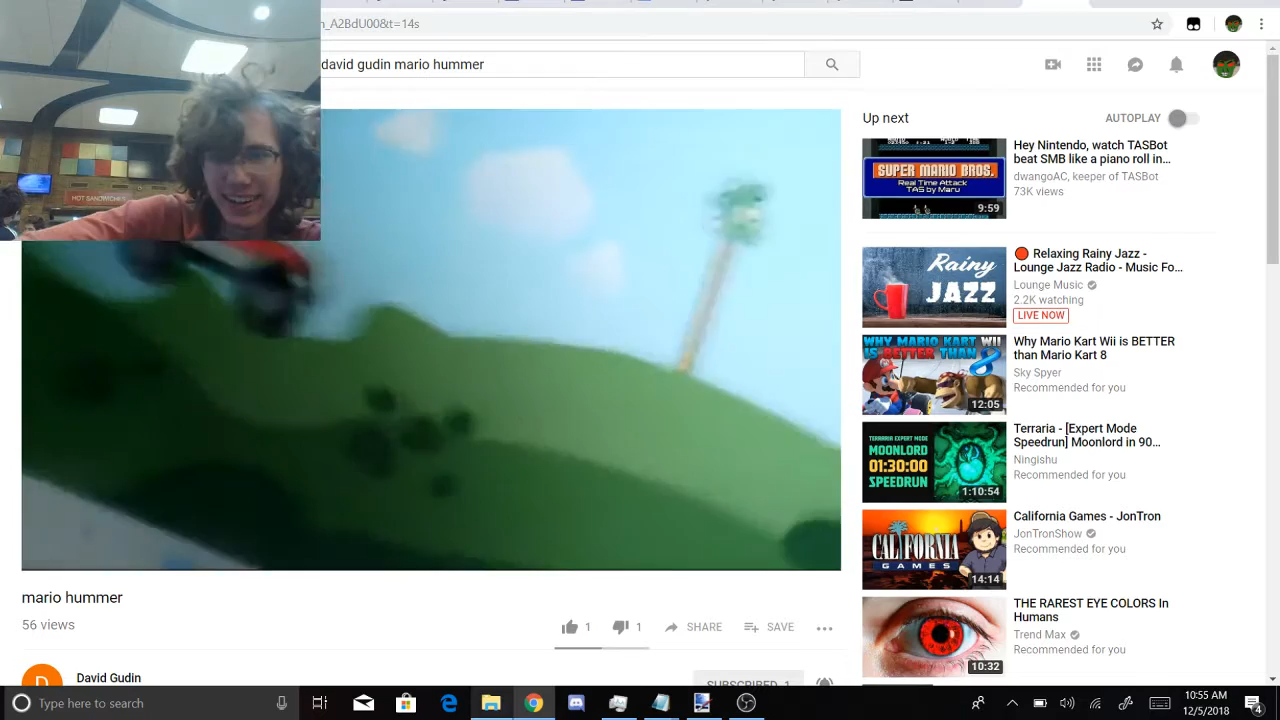 n_A2BdU00&t=14s
david gudin mario hummer
HOT SANDWICHES
Up next
AUTOPLAY
SUPER MARIO BROS.
Real Time Attack
TAS by Maru
9:59
Hey Nintendo, watch TASBot
beat SMB like a piano roll in...
dwangoAC, keeper of TASBot
73K views
Rainy
JAZZ
Relaxing Rainy Jazz -
Lounge Jazz Radio - Music Fo...
Lounge Music
2.2K watching
LIVE NOW
WHY MARIO KART WII
IS BETTER THAN 8
12:05
Why Mario Kart Wii is BETTER
than Mario Kart 8
Sky Spyer
Recommended for you
TERRARIA EXPERT MODE
MOONLORD
01:30:00
SPEEDRUN
1:10:54
Terraria - [Expert Mode
Speedrun] Moonlord in 90...
Ningishu
Recommended for you
CALIFORNIA
GAMES
14:14
California Games - JonTron
JonTronShow
Recommended for you
10:32
THE RAREST EYE COLORS In
Humans
Trend Max
Recommended for you
mario hummer
56 views
1
1
SHARE
SAVE
D
David Gudin
SUBSCRIBED 1
Type here to search
10:55 AM
12/5/2018
4